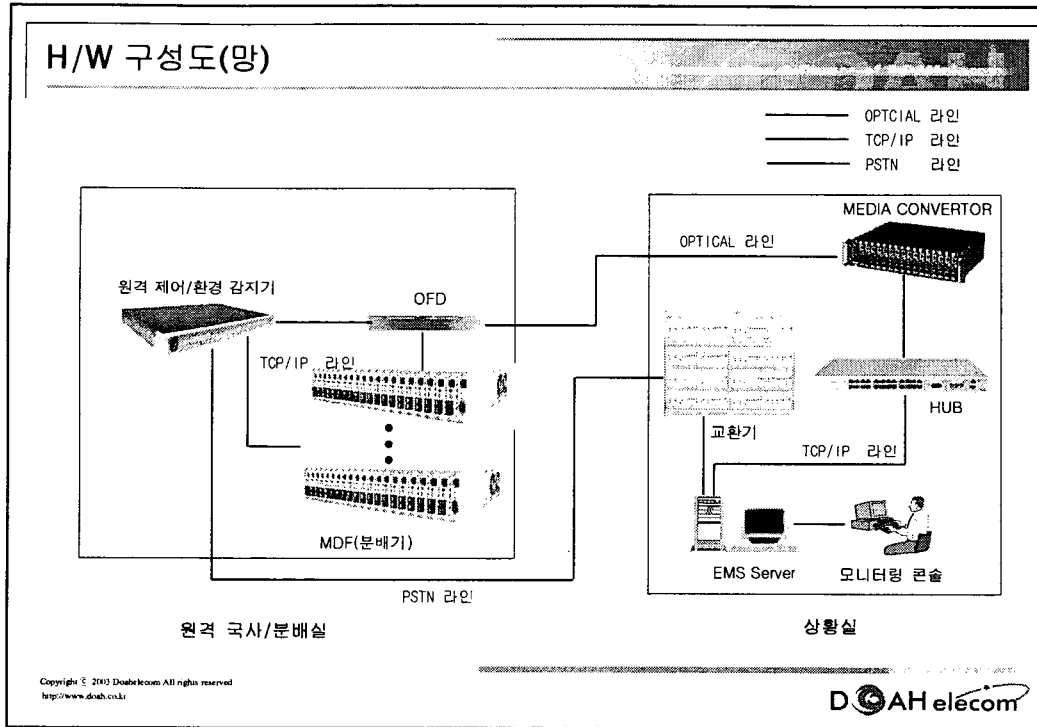 H/W 구성도(망)
OPTCIAL 라인
TCP/IP 라인
PSTN 라인
MEDIA CONVERTOR
OPTICAL 라인
원격 제어/환경 감지기
OFD
TCP/IP 라인
HUB
교환기
TCP/IP 라인
MDF(분배기)
EMS Server
모니터링 콘솔
PSTN 라인
원격 국사/분배실
상황실
Copyright © 2003 Doahelecom All rights reserved
http://www.doah.co.kr
DOAH elecom